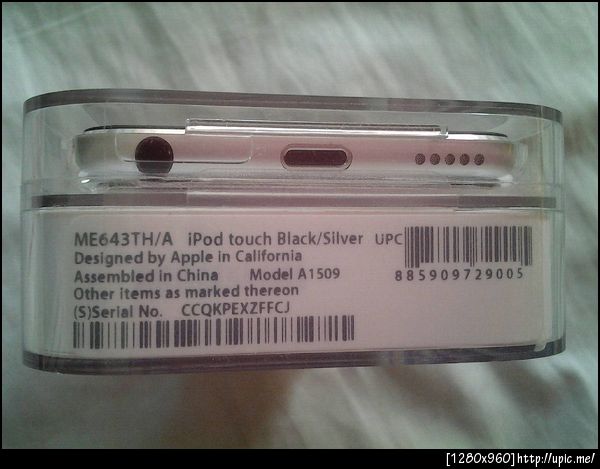 ME643TH/A iPod touch Black/Silver UPC
Designed by Apple in California
Assembled in China Model A1509
885909729005
Other items as marked thereon
(S)Serial No. CCQKPEXZFFCJ
[1280x960]http://upic.me/